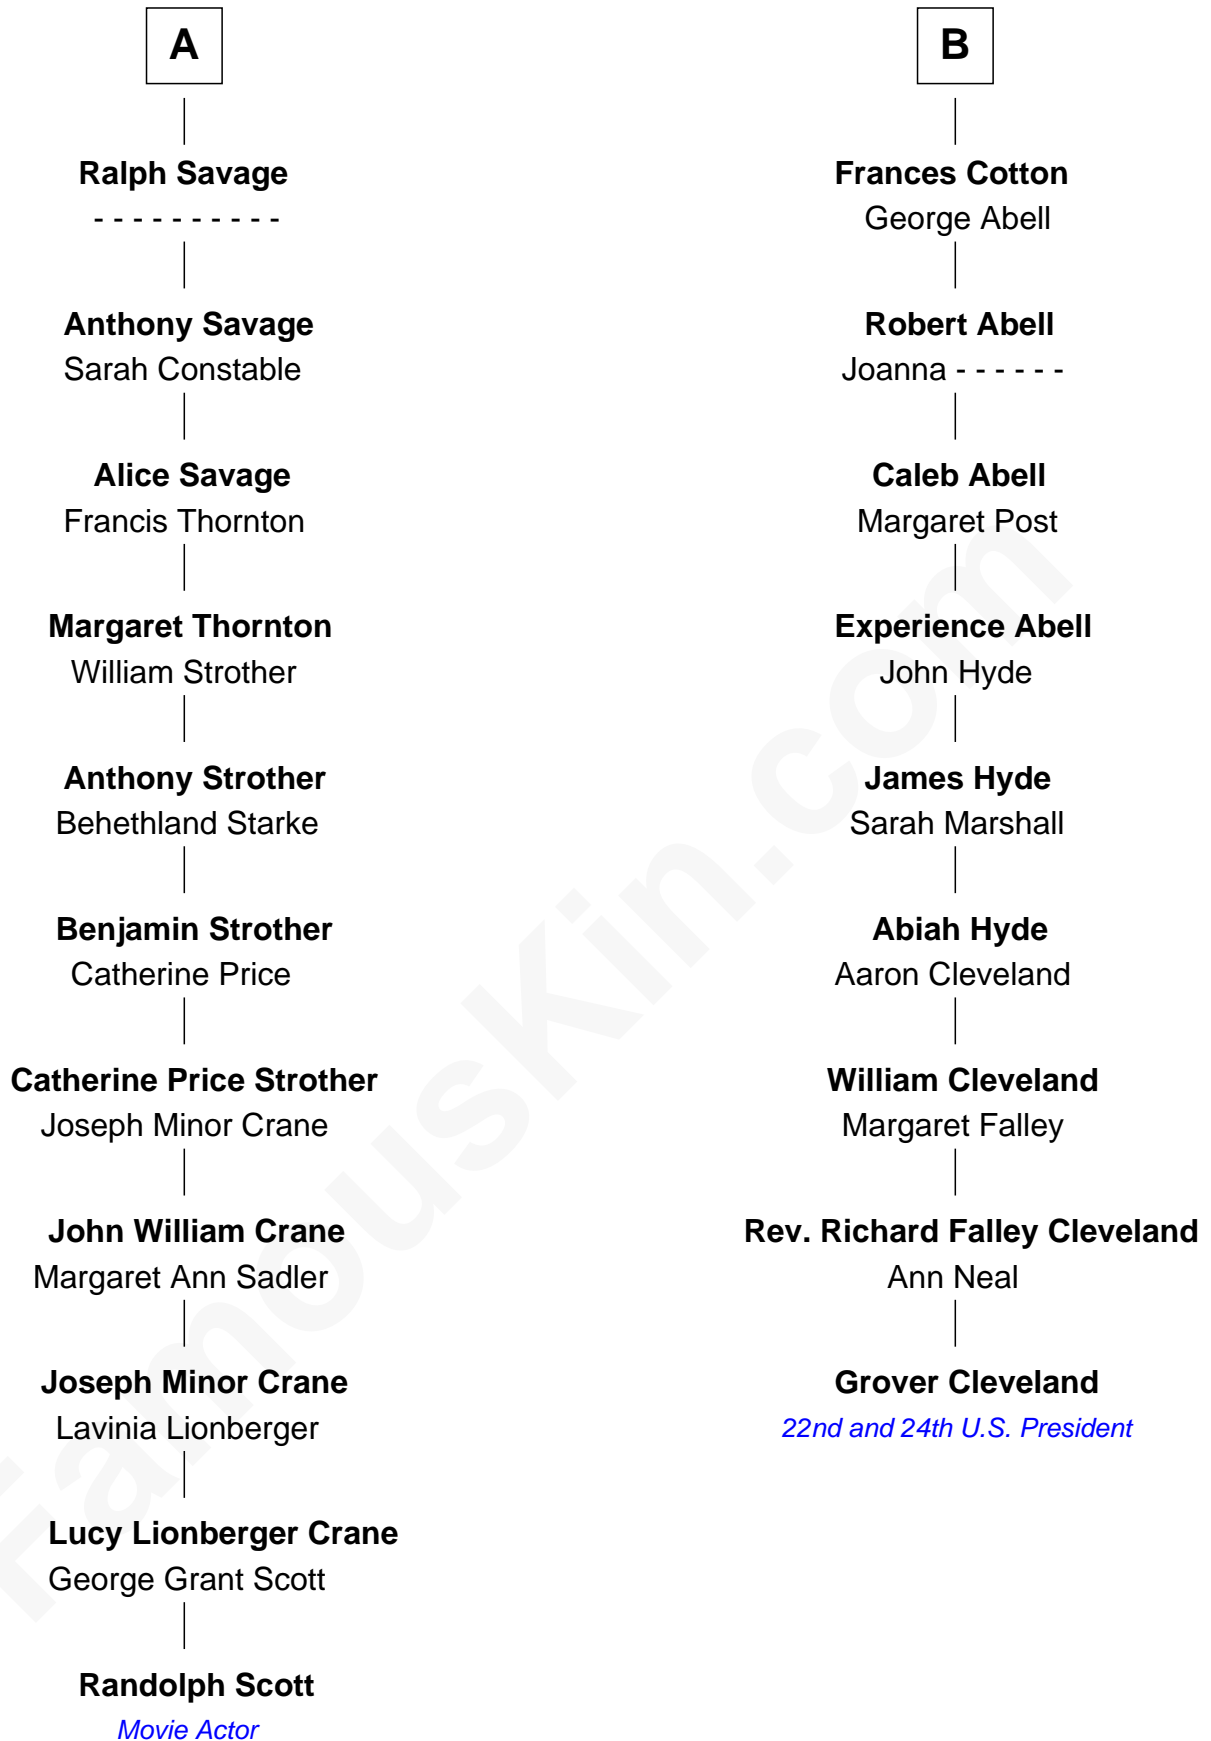 A
Ralph Savage
- - - - - - - - - -
Anthony Savage
Sarah Constable
Alice Savage
Francis Thornton
Margaret Thornton
William Strother
Anthony Strother
Behethland Starke
Benjamin Strother
Catherine Price
Catherine Price Strother
Joseph Minor Crane
John William Crane
Margaret Ann Sadler
Joseph Minor Crane
Lavinia Lionberger
Lucy Lionberger Crane
George Grant Scott
Randolph Scott
Movie Actor
B
Frances Cotton
George Abell
Robert Abell
Joanna - - - - - -
Caleb Abell
Margaret Post
Experience Abell
John Hyde
James Hyde
Sarah Marshall
Abiah Hyde
Aaron Cleveland
William Cleveland
Margaret Falley
Rev. Richard Falley Cleveland
Ann Neal
Grover Cleveland
22nd and 24th U.S. President
FamousKin.com